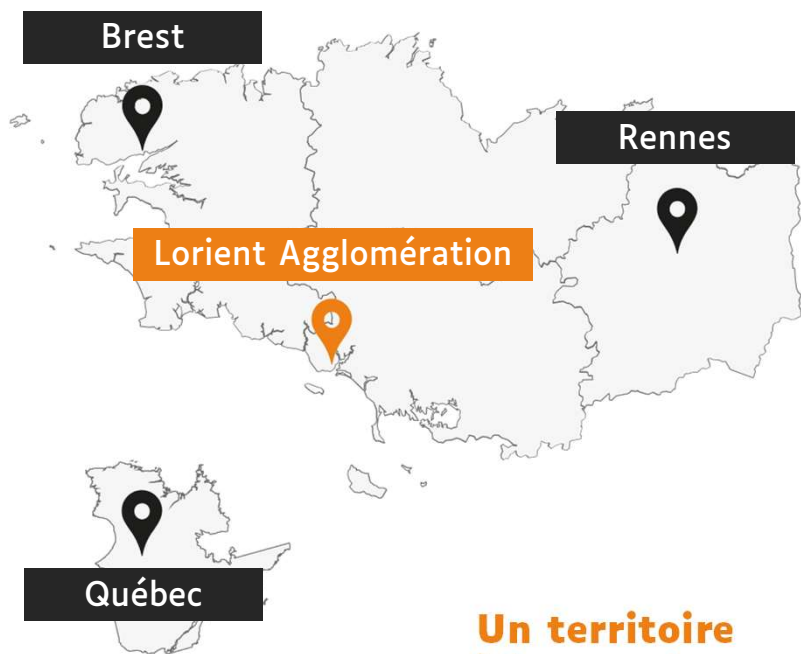 Brest
Rennes
Lorient Agglomération
Québec
Un territoire